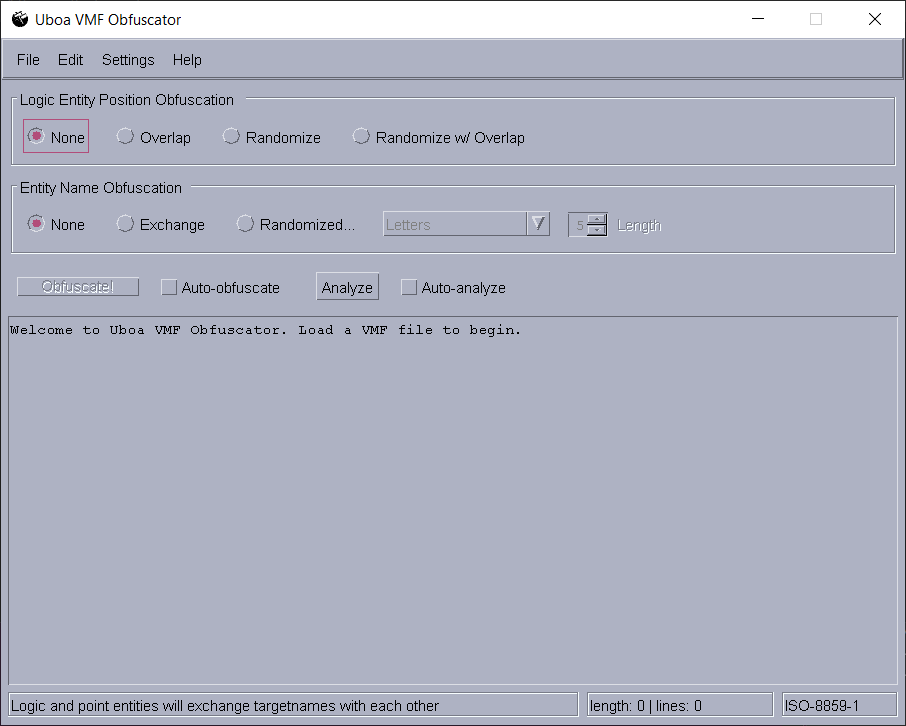 Uboa VMF Obfuscator
File Edit Settings Help
Logic Entity Position Obfuscation
None Overlap Randomize Randomize w/ Overlap
Entity Name Obfuscation
None Exchange Randomized... Letters 5 Length
Obfuscate! Auto-obfuscate Analyze Auto-analyze
Welcome to Uboa VMF Obfuscator. Load a VMF file to begin.
Logic and point entities will exchange targetnames with each other length: 0 | lines: 0 ISO-8859-1